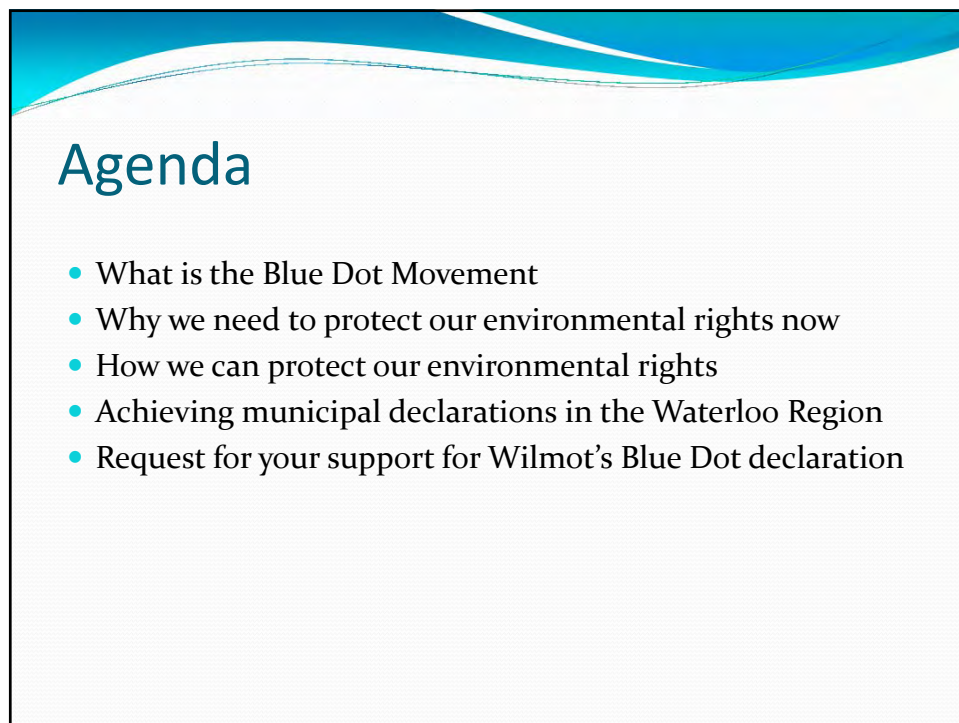 Agenda
• What is the Blue Dot Movement
• Why we need to protect our environmental rights now
• How we can protect our environmental rights
• Achieving municipal declarations in the Waterloo Region
• Request for your support for Wilmot’s Blue Dot declaration